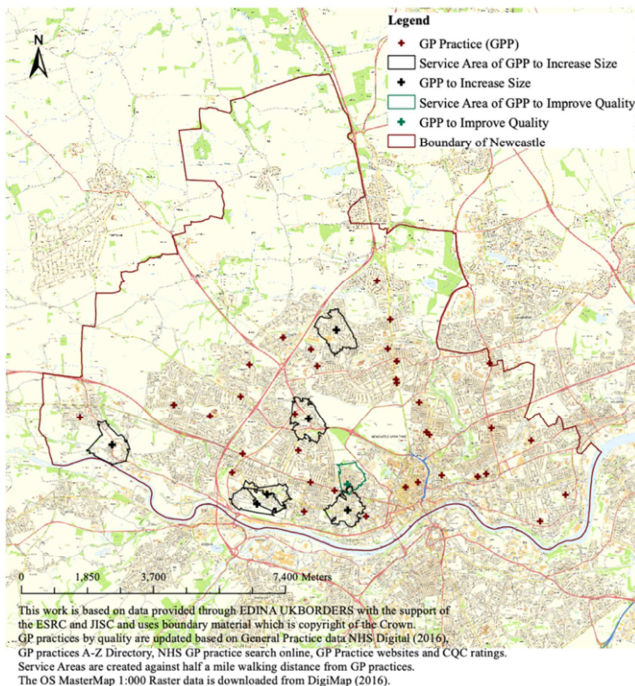 Legend
GP Practice (GPP)
Service Area of GPP to Increase Size
GPP to Increase Size
Service Area of GPP to Improve Quality
GPP to Improve Quality
Boundary of Newcastle
N
0 1,850 3,700 7,400 Meters
This work is based on data provided through EDINA UKBORDERS with the support of
the ESRC and JISC and uses boundary material which is copyright of the Crown.
GP practices by quality are updated based on General Practice data NHS Digital (2016),
GP practices A-Z Directory, NHS GP practice search online, GP Practice websites and CQC ratings.
Service Areas are created against half a mile walking distance from GP practices.
The OS MasterMap 1:000 Raster data is downloaded from DigiMap (2016).